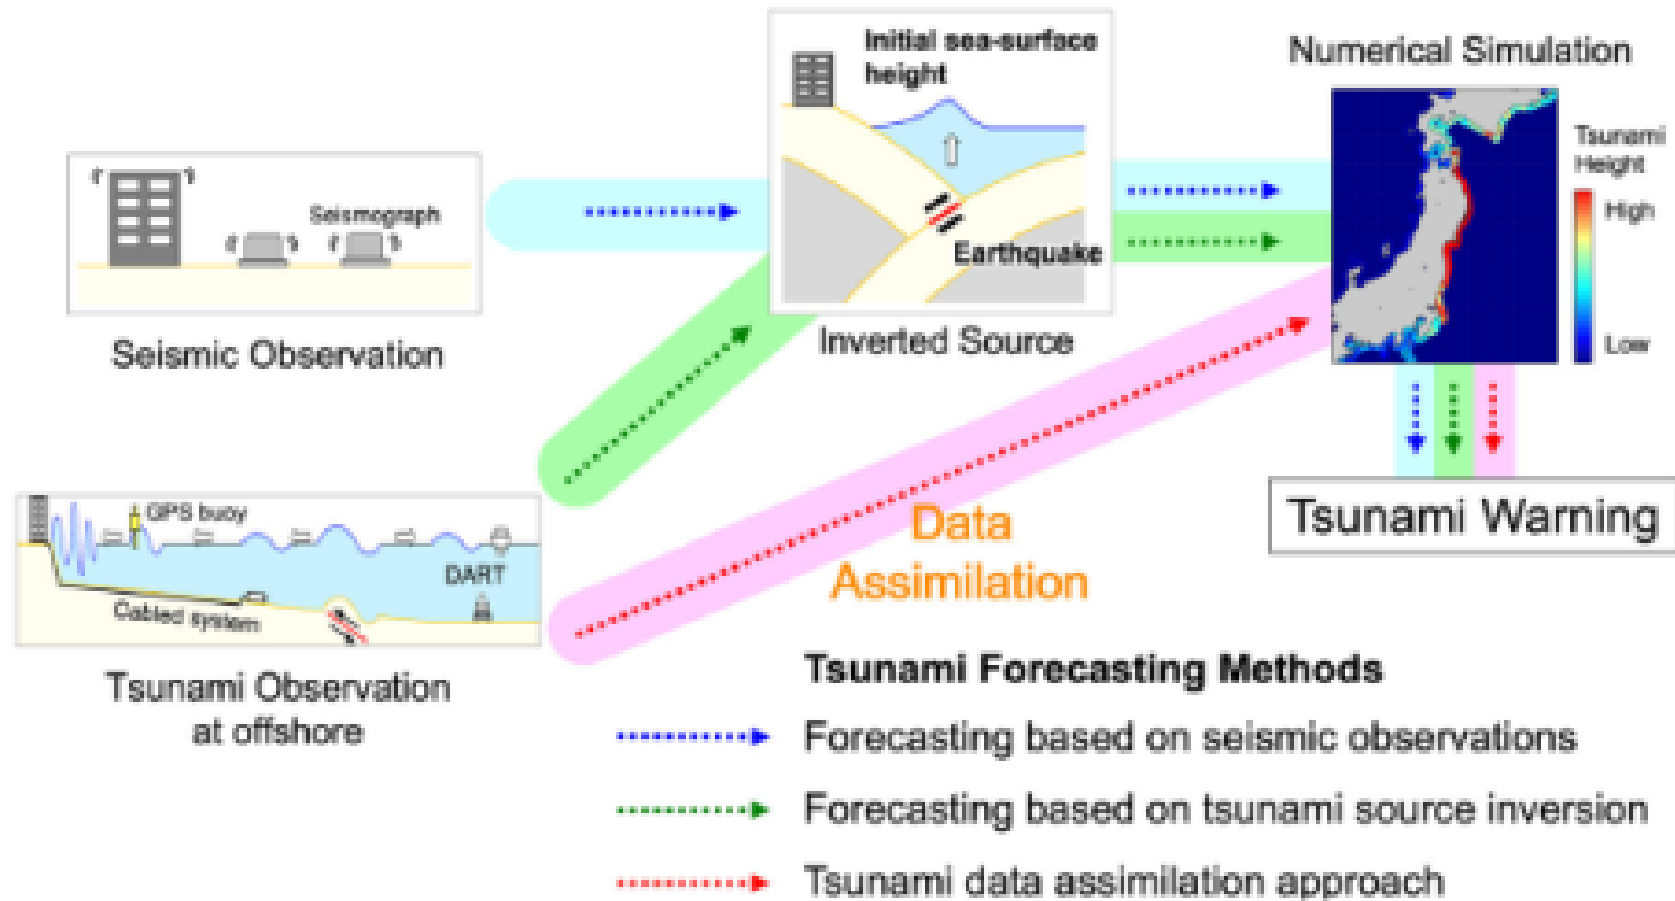 Initial sea-surface
height
Earthquake
Inverted Source
Numerical Simulation
Tsunami
Height
High
Low
Seismograph
Seismic Observation
GPS buoy
DART
Cabled system
Tsunami Observation
at offshore
Data
Assimilation
Tsunami Warning
Tsunami Forecasting Methods
Forecasting based on seismic observations
Forecasting based on tsunami source inversion
Tsunami data assimilation approach